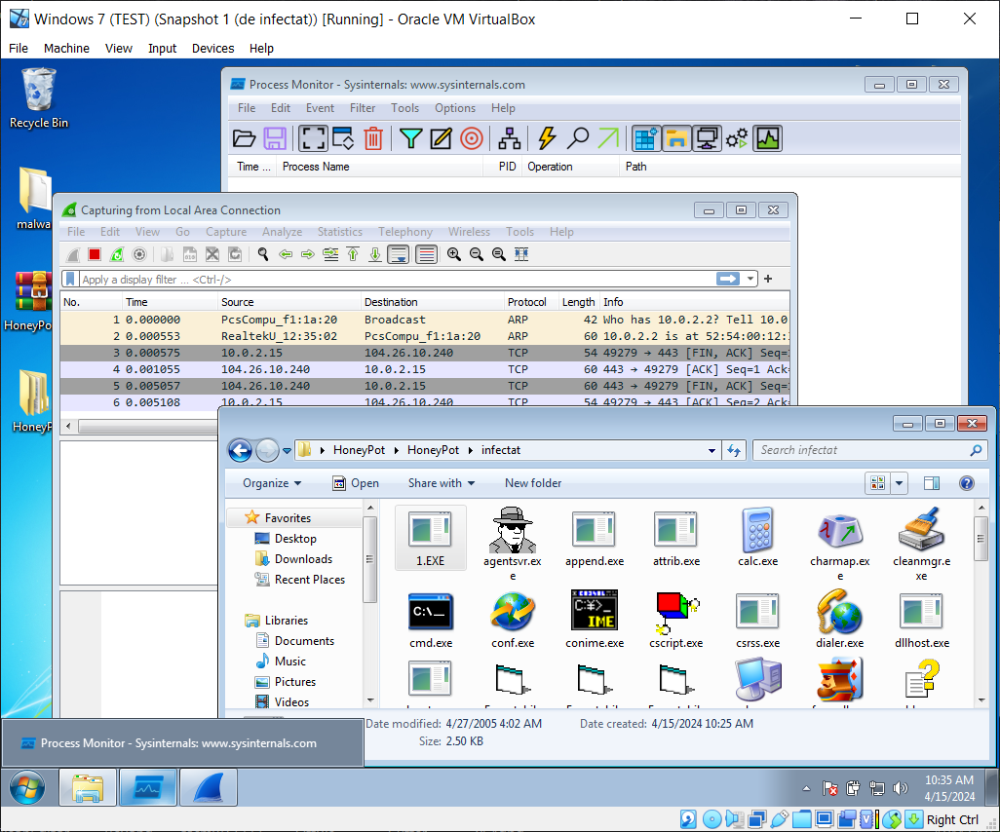 Windows 7 (TEST) (Snapshot 1 (de infectat)) [Running] - Oracle VM VirtualBox
File Machine View Input Devices Help
Recycle Bin
Process Monitor - Sysinternals: www.sysinternals.com
File Edit Event Filter Tools Options Help
Time ... Process Name PID Operation Path
malwa
Capturing from Local Area Connection
File Edit View Go Capture Analyze Statistics Telephony Wireless Tools Help
Apply a display filter ... <Ctrl-/>
HoneyPo
No. Time Source Destination Protocol Length Info
1 0.000000 PcsCompu_f1:1a:20 Broadcast ARP 42 Who has 10.0.2.2? Tell 10.0
2 0.000553 RealtekU_12:35:02 PcsCompu_f1:1a:20 ARP 60 10.0.2.2 is at 52:54:00:12:
3 0.000575 10.0.2.15 104.26.10.240 TCP 54 49279 → 443 [FIN, ACK] Seq=
4 0.001055 104.26.10.240 10.0.2.15 TCP 60 443 → 49279 [ACK] Seq=1 Ack=
5 0.005057 104.26.10.240 10.0.2.15 TCP 60 443 → 49279 [FIN, ACK] Seq=
6 0.005108 10.0.2.15 104.26.10.240 TCP 54 49279 → 443 [ACK] Seq=2 Ack=
HoneyP
HoneyPot HoneyPot infectat
Search infectat
Organize Open Share with New folder
Favorites
Desktop
Downloads
Recent Places
Libraries
Documents
Music
Pictures
Videos
1.EXE agentsvr.exe append.exe attrib.exe calc.exe charmap.exe cleanmgr.exe
cmd.exe conf.exe conime.exe cscript.exe csrss.exe dialer.exe dllhost.exe
Date modified: 4/27/2005 4:02 AM Date created: 4/15/2024 10:25 AM
Size: 2.50 KB
Process Monitor - Sysinternals: www.sysinternals.com
10:35 AM
4/15/2024
Right Ctrl